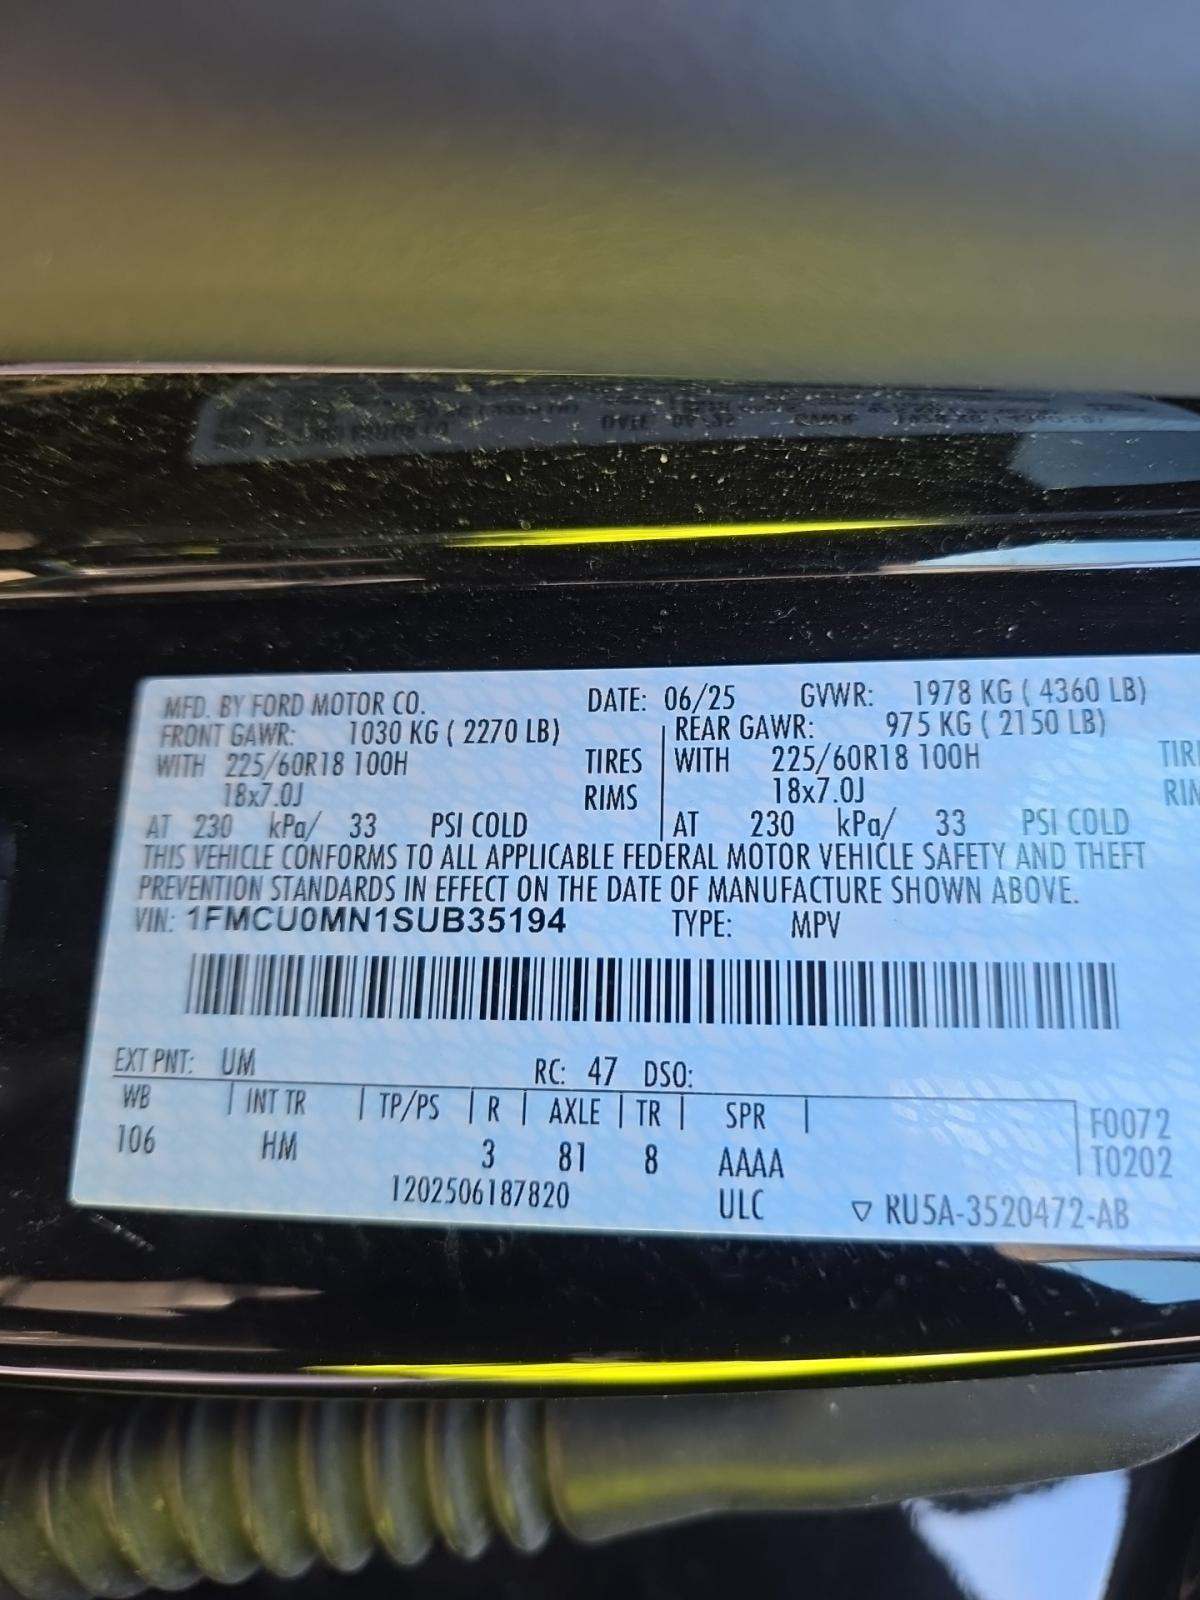 DATE 06/25
MFD. BY FORD MOTOR CO. DATE: 06/25 GVWR: 1978 KG ( 4360 LB)
FRONT GAWR: 1030 KG ( 2270 LB) REAR GAWR: 975 KG ( 2150 LB)
WITH 225/60R18 100H TIRES WITH 225/60R18 100H TIR
18x7.0J RIMS 18x7.0J RIM
AT 230 kPa/ 33 PSI COLD AT 230 kPa/ 33 PSI COLD
THIS VEHICLE CONFORMS TO ALL APPLICABLE FEDERAL MOTOR VEHICLE SAFETY AND THEFT
PREVENTION STANDARDS IN EFFECT ON THE DATE OF MANUFACTURE SHOWN ABOVE.
VIN: 1FMCU0MN1SUB35194 TYPE: MPV
EXT PNT: UM RC: 47 DSO:
WB | INT TR | TP/PS | R | AXLE | TR | SPR | F0072
106 HM 3 81 8 AAAA T0202
1202506187820 ULC ▽ RU5A-3520472-AB